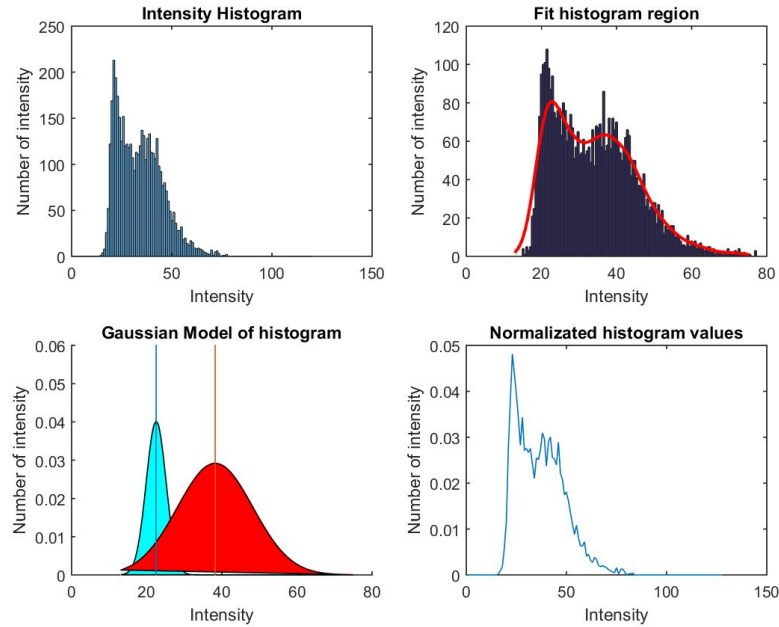 Intensity Histogram
250
200
150
100
50
0
0 50 100 150
Number of intensity
Intensity
Fit histogram region
120
100
80
60
40
20
0
0 20 40 60 80
Number of intensity
Intensity
Gaussian Model of histogram
0.06
0.05
0.04
0.03
0.02
0.01
0
0 20 40 60 80
Number of intensity
Intensity
Normalizated histogram values
0.05
0.04
0.03
0.02
0.01
0
0 50 100 150
Number of intensity
Intensity